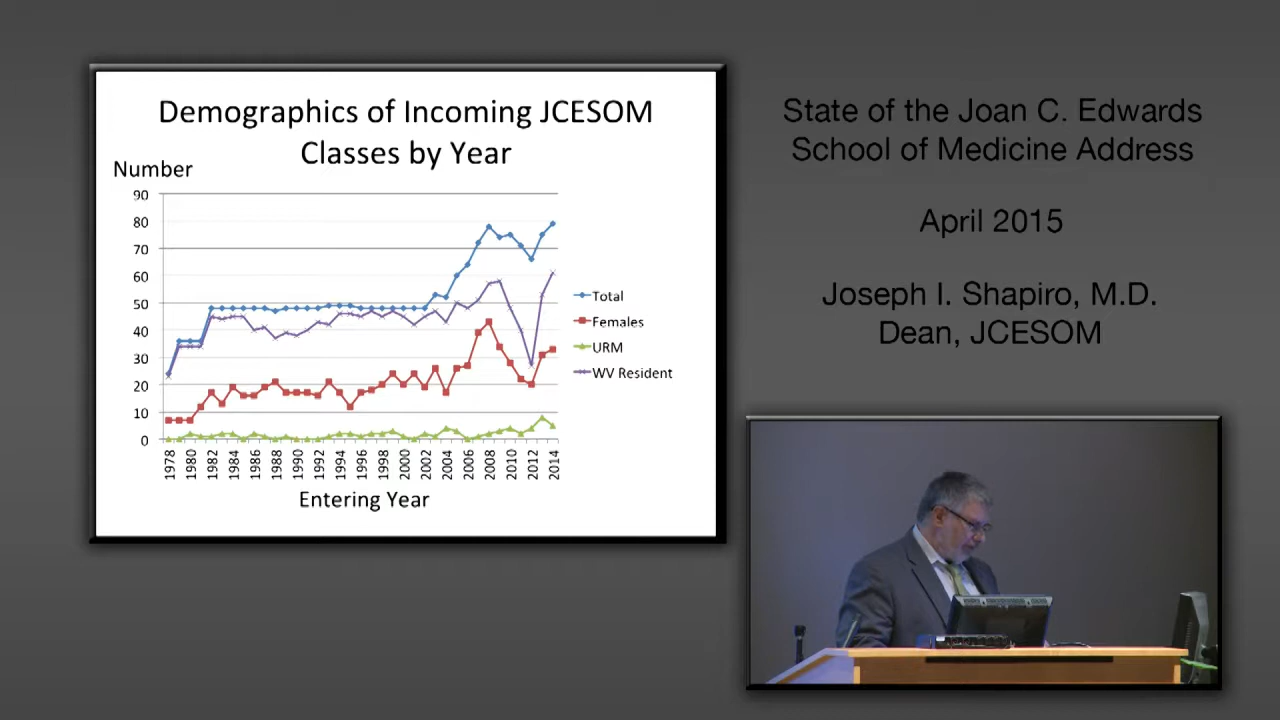 Demographics of Incoming JCESOM
Classes by Year
Number
90
80
70
60
50
40
30
20
10
0
1978
1980
1982
1984
1986
1988
1990
1992
1994
1996
1998
2000
2002
2004
2006
2008
2010
2012
2014
Entering Year
Total
Females
URM
WV Resident
State of the Joan C. Edwards
School of Medicine Address
April 2015
Joseph I. Shapiro, M.D.
Dean, JCESOM